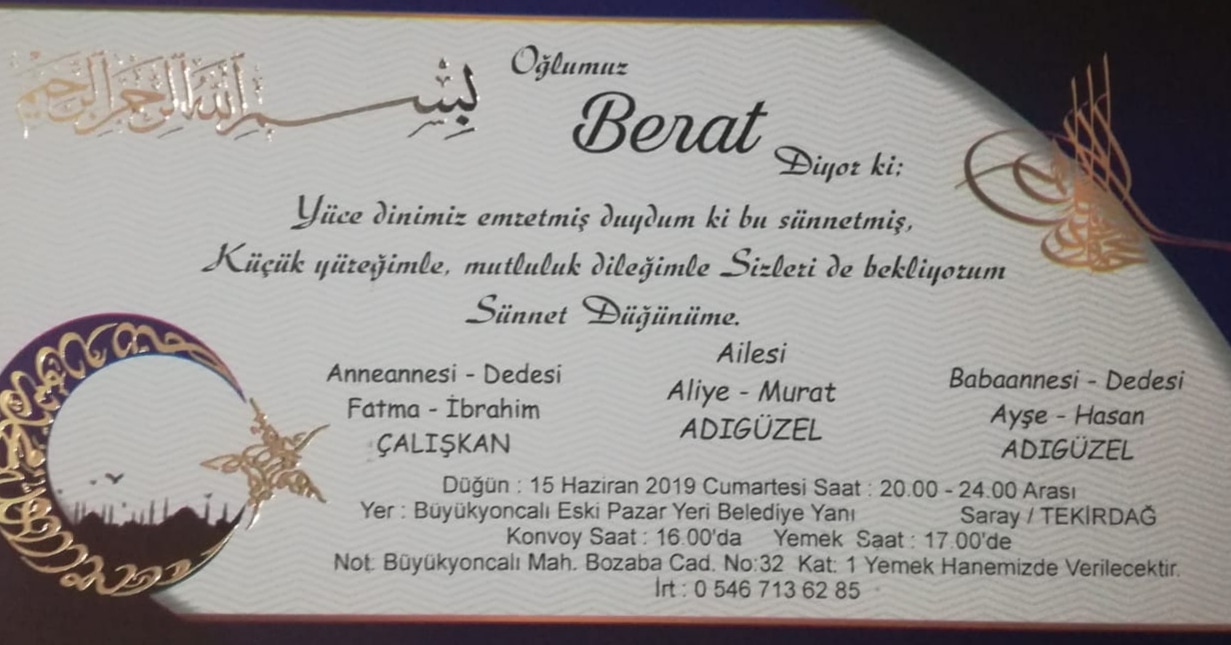 بسم الله الرحمن الرحيم
Oğlumuz
Berat
Diyor ki;
Yüce dinimiz emretmiş duydum ki bu sünnetmiş,
Küçük yüreğimle, mutluluk dileğimle Sizleri de bekliyorum
Sünnet Düğünüme.
Anneannesi - Dedesi
Fatma - İbrahim
ÇALIŞKAN
Ailesi
Aliye - Murat
ADIGÜZEL
Babaannesi - Dedesi
Ayşe - Hasan
ADIGÜZEL
Düğün : 15 Haziran 2019 Cumartesi Saat : 20.00 - 24.00 Arası
Yer : Büyükyoncalı Eski Pazar Yeri Belediye Yanı Saray / TEKİRDAĞ
Konvoy Saat : 16.00'da Yemek Saat : 17.00'de
Not: Büyükyoncalı Mah. Bozaba Cad. No:32 Kat: 1 Yemek Hanemizde Verilecektir.
İrt : 0 546 713 62 85